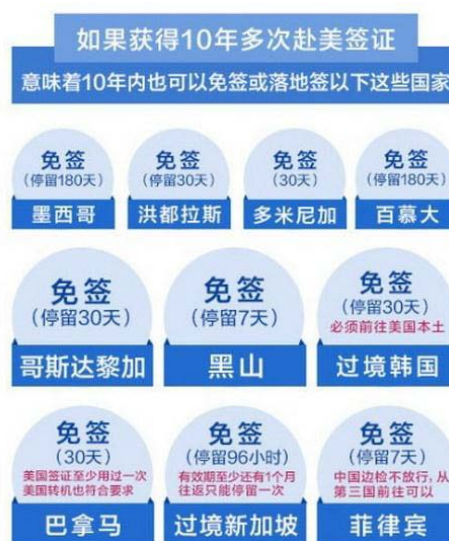 如果获得10年多次赴美签证
意味着10年内也可以免签或落地签以下这些国家
免签
(停留180天)
墨西哥
免签
(停留30天)
洪都拉斯
免签
(30天)
多米尼加
免签
(停留180天)
百慕大
免签
(停留30天)
哥斯达黎加
免签
(停留7天)
黑山
免签
(停留30天)
必须前往美国本土
过境韩国
免签
(30天)
美国签证至少用过一次
美国转机也符合要求
巴拿马
免签
(停留96小时)
有效期至少还有1个月
往返只能停留一次
过境新加坡
免签
(停留7天)
中国边检不放行,从
第三国前往可以
菲律宾